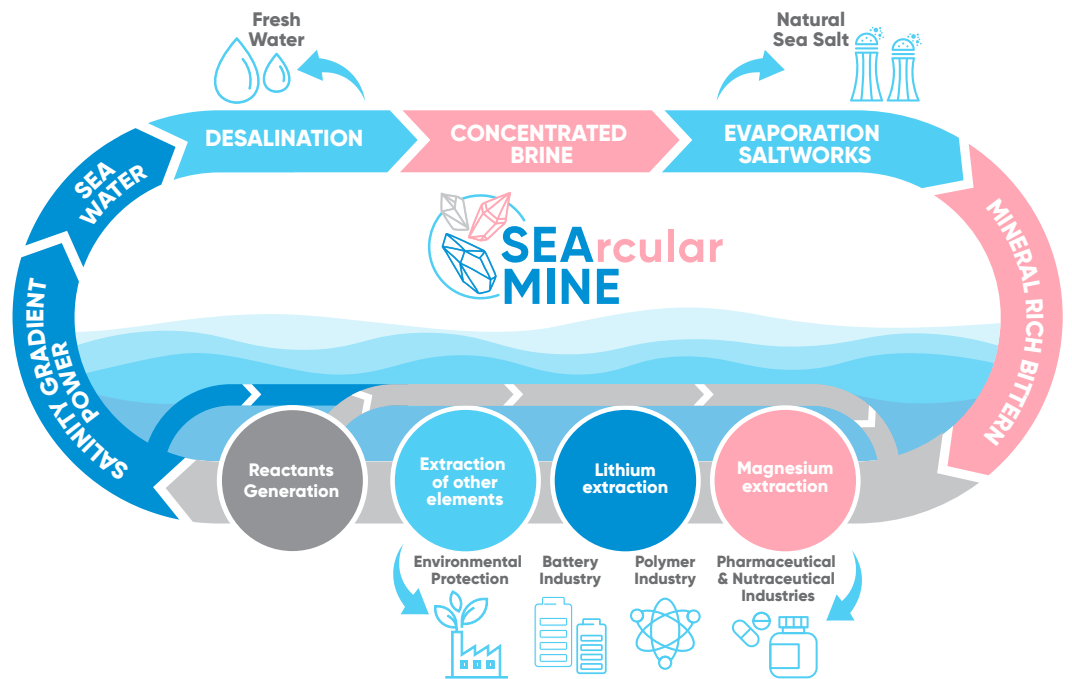 Fresh
Water
Natural
Sea Salt
DESALINATION
CONCENTRATED
BRINE
EVAPORATION
SALTWORKS
SEA
WATER
MINERAL RICH BITTERN
SEArcular
MINE
SALINITY GRADIENT
POWER
Reactants
Generation
Extraction
of other
elements
Lithium
extraction
Magnesium
extraction
Environmental
Protection
Battery
Industry
Polymer
Industry
Pharmaceutical
& Nutraceutical
Industries